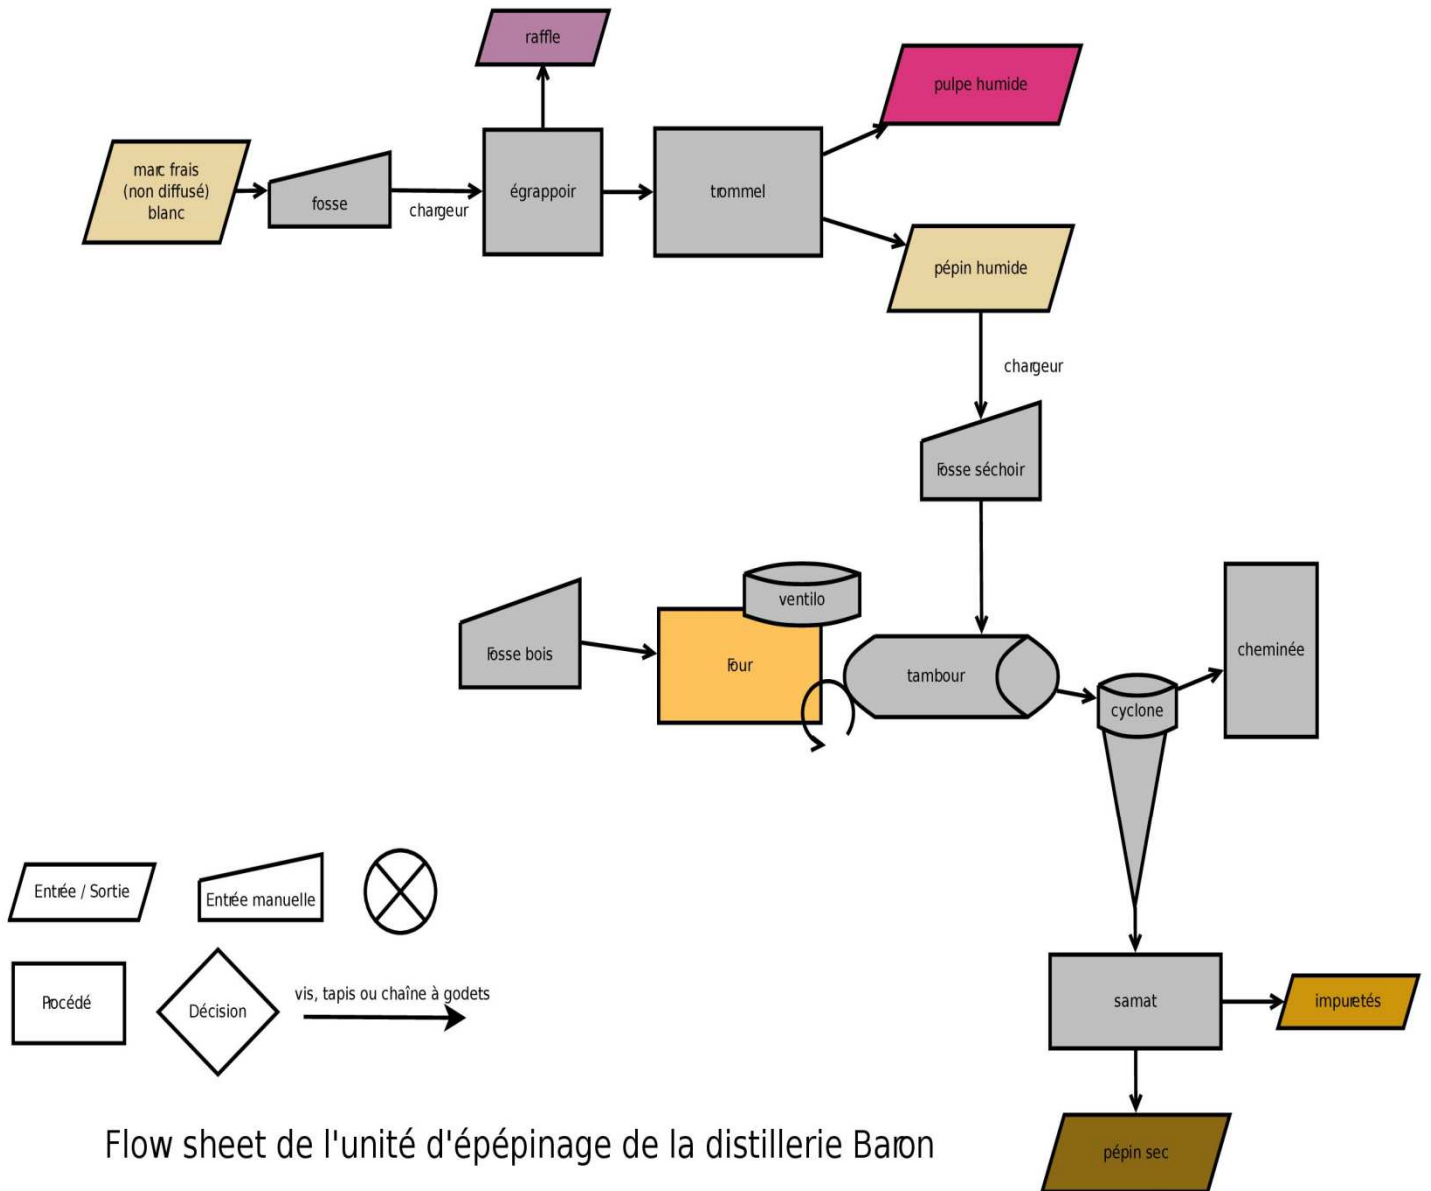 raffle
pulpe humide
marc frais
(non diffusé)
blanc
fosse
chargeur
égrappoir
trommel
pépin humide
chargeur
Fosse séchoir
ventilo
Fosse bois
Four
tambour
cyclone
cheminée
Entrée / Sortie
Entrée manuelle
Procédé
Décision
vis, tapis ou chaîne à godets
samat
impuretés
pépin sec
Flow sheet de l'unité d'épépinage de la distillerie Baron